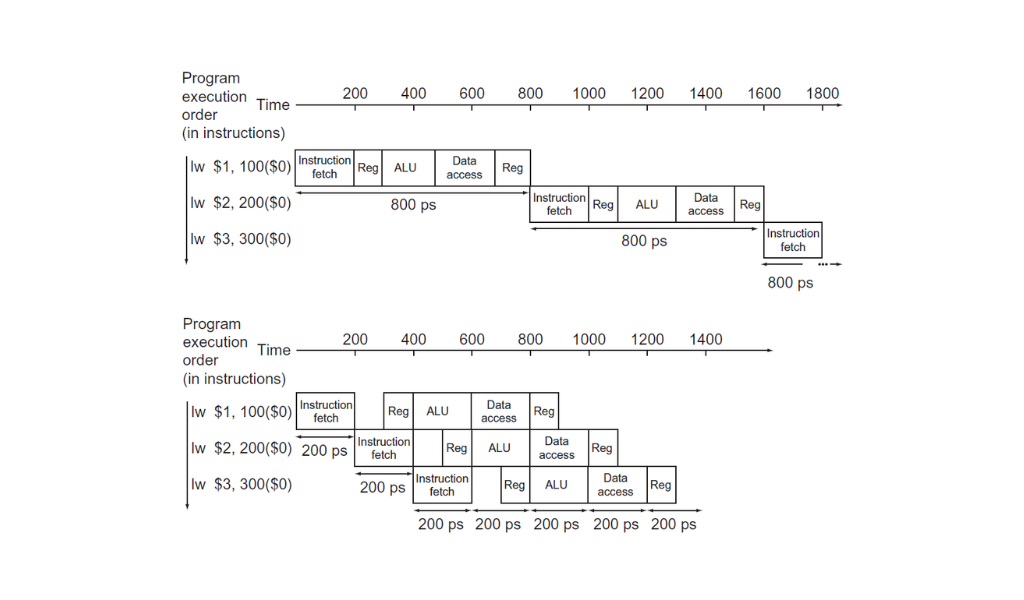 Program
execution
order
(in instructions)
Time
200 400 600 800 1000 1200 1400 1600 1800
lw $1, 100($0)
Instruction
fetch
Reg
ALU
Data
access
Reg
800 ps
lw $2, 200($0)
Instruction
fetch
Reg
ALU
Data
access
Reg
800 ps
lw $3, 300($0)
Instruction
fetch
800 ps
Program
execution
order
(in instructions)
Time
200 400 600 800 1000 1200 1400
lw $1, 100($0)
Instruction
fetch
Reg
ALU
Data
access
Reg
lw $2, 200($0)
200 ps
Instruction
fetch
Reg
ALU
Data
access
Reg
lw $3, 300($0)
200 ps
Instruction
fetch
Reg
ALU
Data
access
Reg
200 ps 200 ps 200 ps 200 ps 200 ps